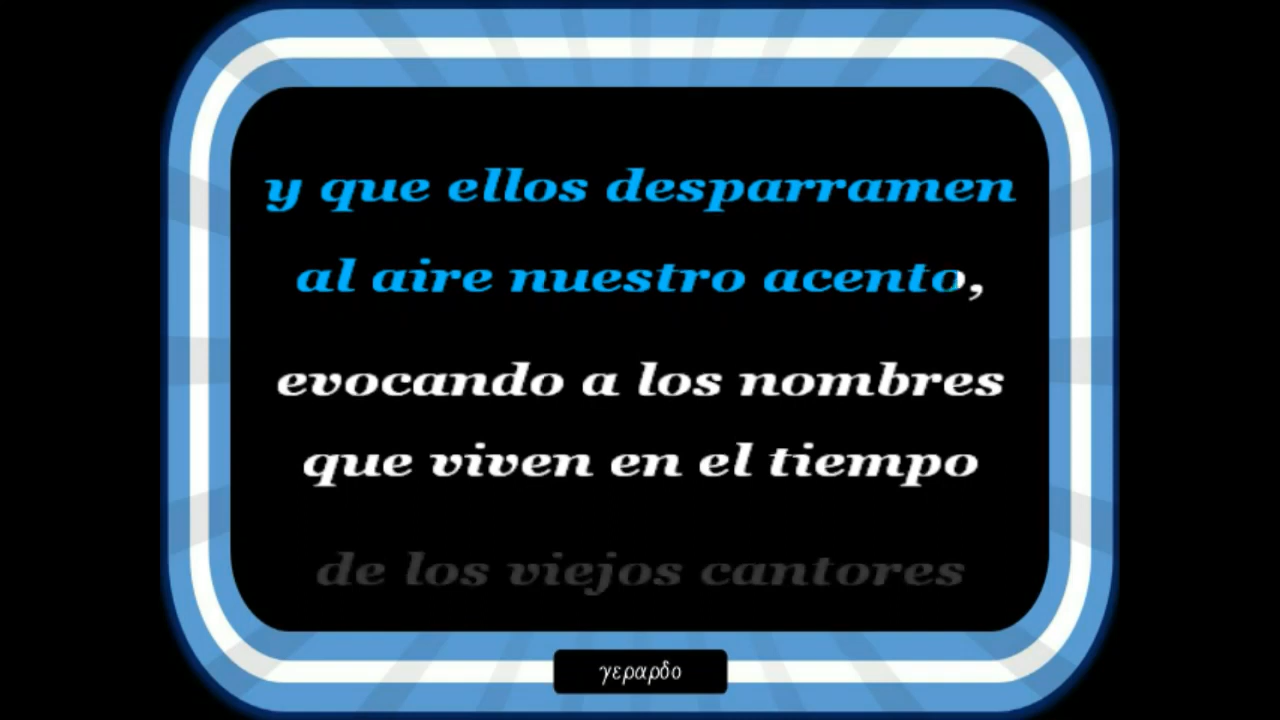 y que ellos desparramen
al aire nuestro acento,
evocando a los nombres
que viven en el tiempo
de los viejos cantores
γεραρδο